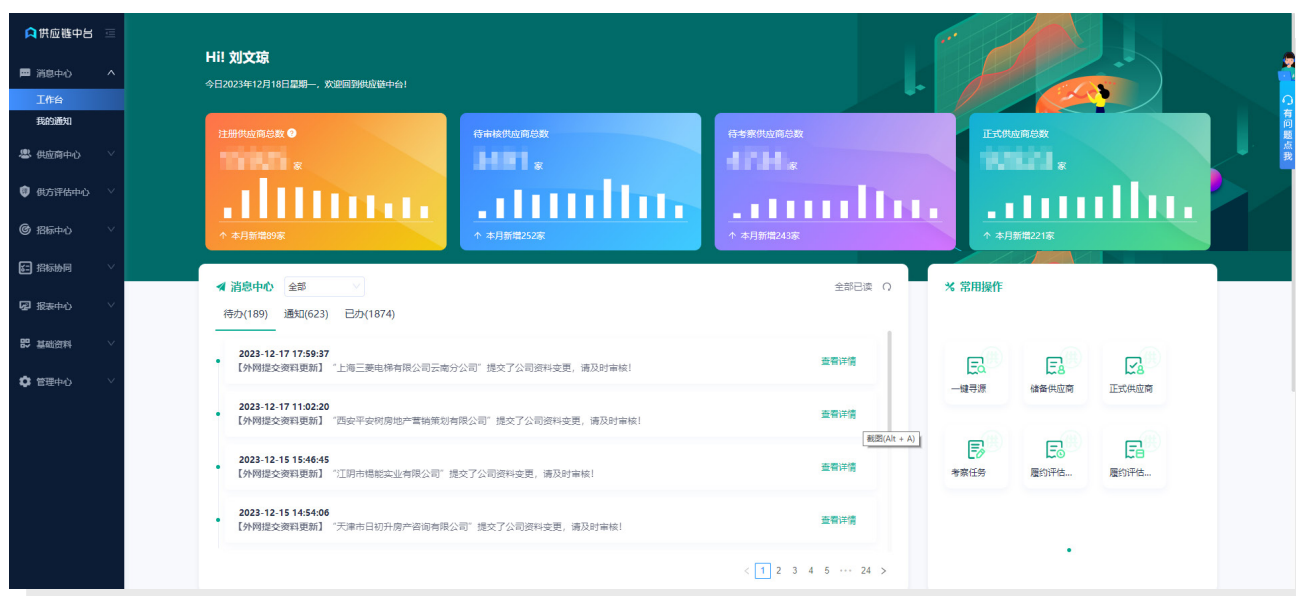 供应链中台
消息中心
工作台
我的通知
供应商中心
供方评估中心
招标中心
招标协同
报表中心
基础资料
管理中心
Hi! 刘文琼
今日2023年12月18日星期一，欢迎回到供应链中台!
注册供应商总数
家
本月新增89家
待审核供应商总数
家
本月新增252家
待考察供应商总数
家
本月新增243家
正式供应商总数
家
本月新增221家
有问题点我
消息中心 全部 全部已读
待办(189) 通知(623) 已办(1874)
2023-12-17 17:59:37
【外网提交资料更新】 “上海三菱电梯有限公司云南分公司” 提交了公司资料变更，请及时审核!
查看详情
2023-12-17 11:02:20
【外网提交资料更新】 “西安平安树房地产营销策划有限公司” 提交了公司资料变更，请及时审核!
查看详情
截图(Alt + A)
2023-12-15 15:46:45
【外网提交资料更新】 “江阴市锡能实业有限公司” 提交了公司资料变更，请及时审核!
查看详情
2023-12-15 14:54:06
【外网提交资料更新】 “天津市日初升房产咨询有限公司” 提交了公司资料变更，请及时审核!
查看详情
< 1 2 3 4 5 ··· 24 >
常用操作
一键寻源 储备供应商 正式供应商
考察任务 履约评估... 履约评估...